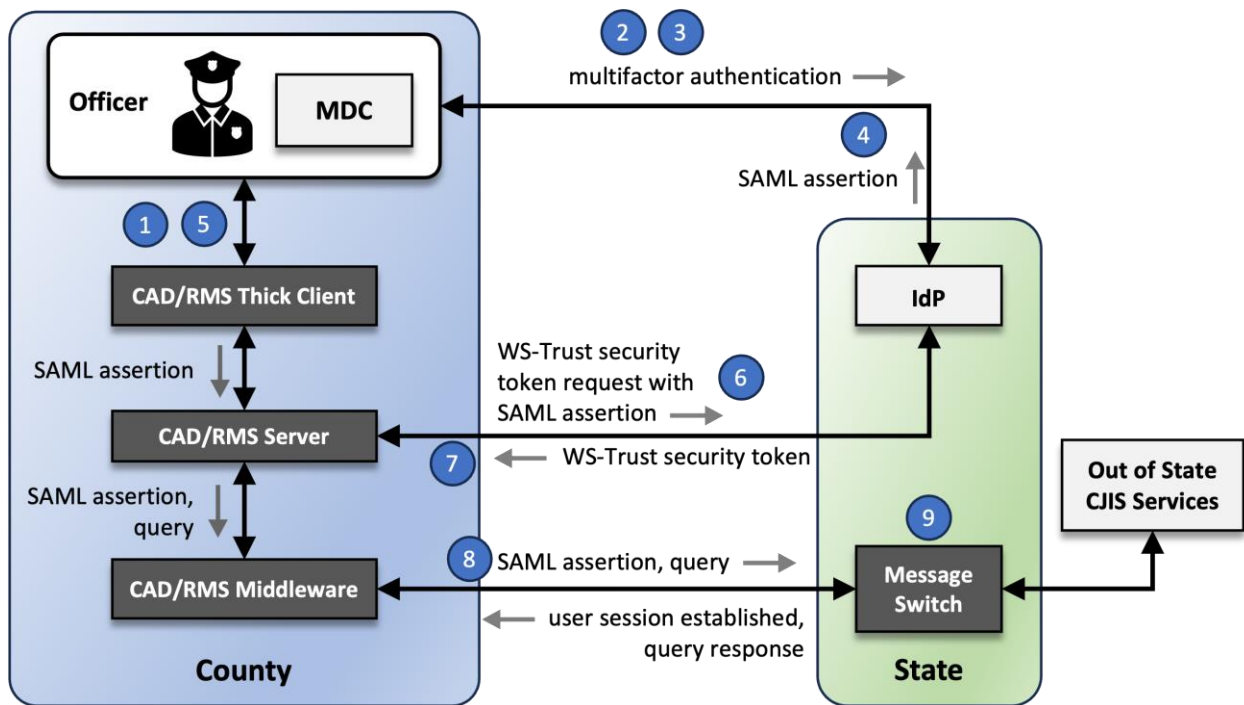 2
3
multifactor authentication
Officer
MDC
4
SAML assertion
1
5
CAD/RMS Thick Client
IdP
SAML assertion
WS-Trust security
token request with
SAML assertion
6
CAD/RMS Server
7
WS-Trust security token
Out of State
CJIS Services
SAML assertion,
query
9
8
SAML assertion, query
CAD/RMS Middleware
Message
Switch
user session established,
query response
County
State